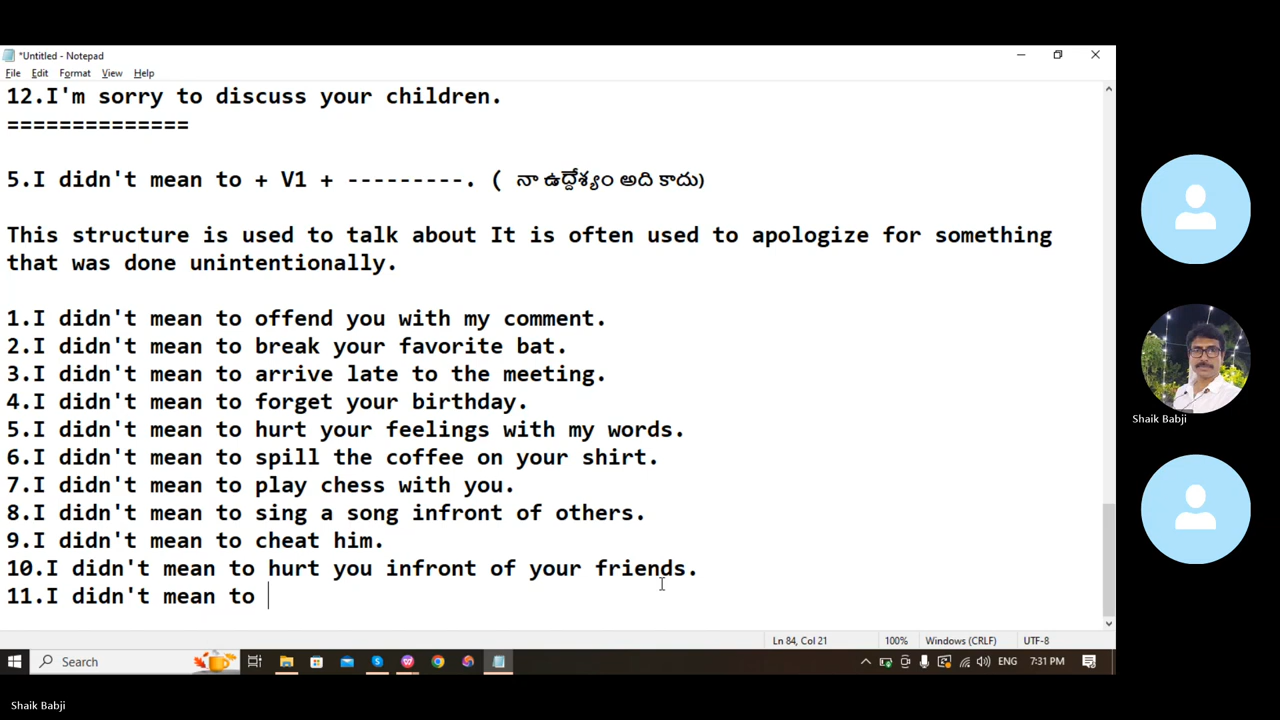 *Untitled - Notepad
File Edit Format View Help
12.I'm sorry to discuss your children.
==============
5.I didn't mean to + V1 + ---------. ( నా ఉద్దేశ్యం అది కాదు)
This structure is used to talk about It is often used to apologize for something
that was done unintentionally.
1.I didn't mean to offend you with my comment.
2.I didn't mean to break your favorite bat.
3.I didn't mean to arrive late to the meeting.
4.I didn't mean to forget your birthday.
5.I didn't mean to hurt your feelings with my words.
6.I didn't mean to spill the coffee on your shirt.
7.I didn't mean to play chess with you.
8.I didn't mean to sing a song infront of others.
9.I didn't mean to cheat him.
10.I didn't mean to hurt you infront of your friends.
11.I didn't mean to
Ln 84, Col 21 100% Windows (CRLF) UTF-8
Search ENG 7:31 PM
Shaik Babji
Shaik Babji